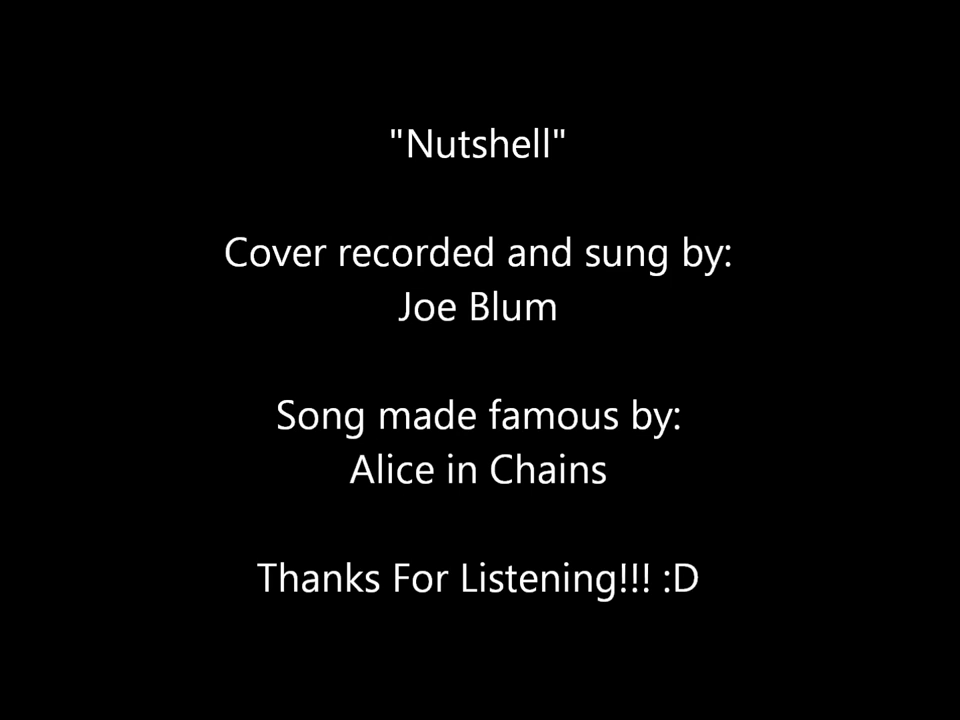 "Nutshell"
Cover recorded and sung by:
Joe Blum
Song made famous by:
Alice in Chains
Thanks For Listening!!! :D